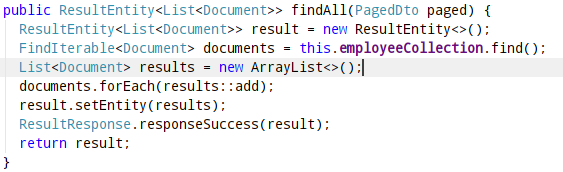 public ResultEntity<List<Document>> findAll(PagedDto paged) {
ResultEntity<List<Document>> result = new ResultEntity<>();
FindIterable<Document> documents = this.employeeCollection.find();
List<Document> results = new ArrayList<>();
documents.forEach(results::add);
result.setEntity(results);
ResultResponse.responseSuccess(result);
return result;
}